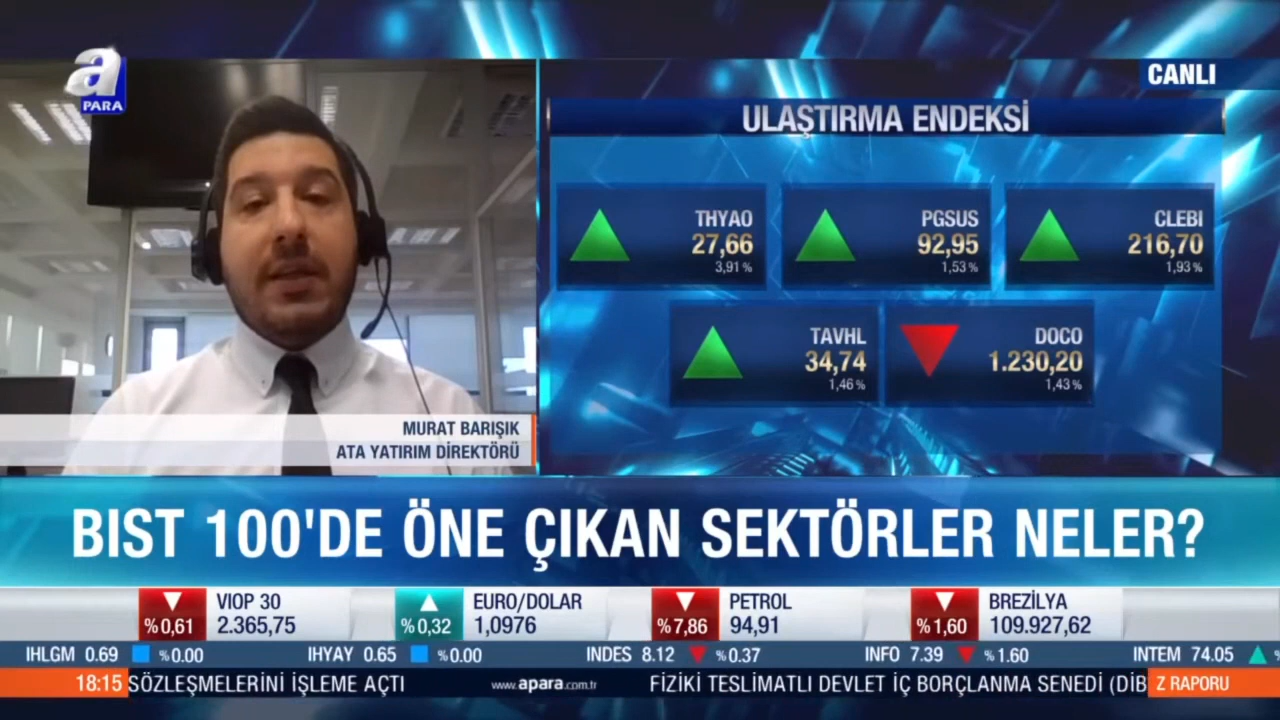 a
PARA
CANLI
ULAŞTIRMA ENDEKSİ
THYAO
27,66
3,91 %
PGSUS
92,95
1,53 %
CLEBI
216,70
1,93 %
TAVHL
34,74
1,46 %
DOCO
1.230,20
1,43 %
MURAT BARIŞIK
ATA YATIRIM DİREKTÖRÜ
BIST 100'DE ÖNE ÇIKAN SEKTÖRLER NELER?
%0,61 VIOP 30 2.365,75
%0,32 EURO/DOLAR 1,0976
%7,86 PETROL 94,91
%1,60 BREZİLYA 109.927,62
IHLGM 0.69 %0.00 IHYAY 0.65 %0.00 INDES 8.12 %0.37 INFO 7.39 %1.60 INTEM 74.05 %
18:15 SÖZLEŞMELERİNİ İŞLEME AÇTI www.apara.com.tr FİZİKİ TESLİMATLI DEVLET İÇ BORÇLANMA SENEDİ (DİB Z RAPORU